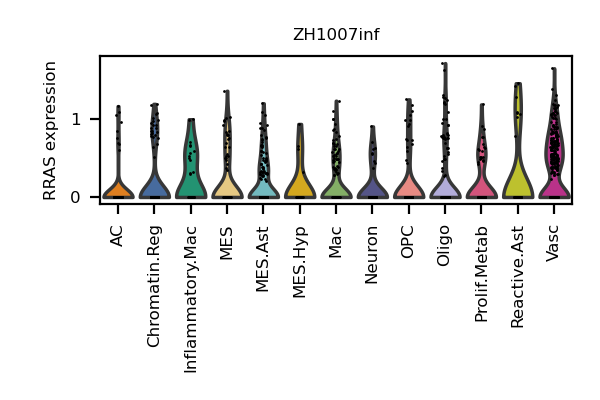 ZH1007inf
RRAS expression
1
0
AC
Chromatin.Reg
Inflammatory.Mac
MES
MES.Ast
MES.Hyp
Mac
Neuron
OPC
Oligo
Prolif.Metab
Reactive.Ast
Vasc